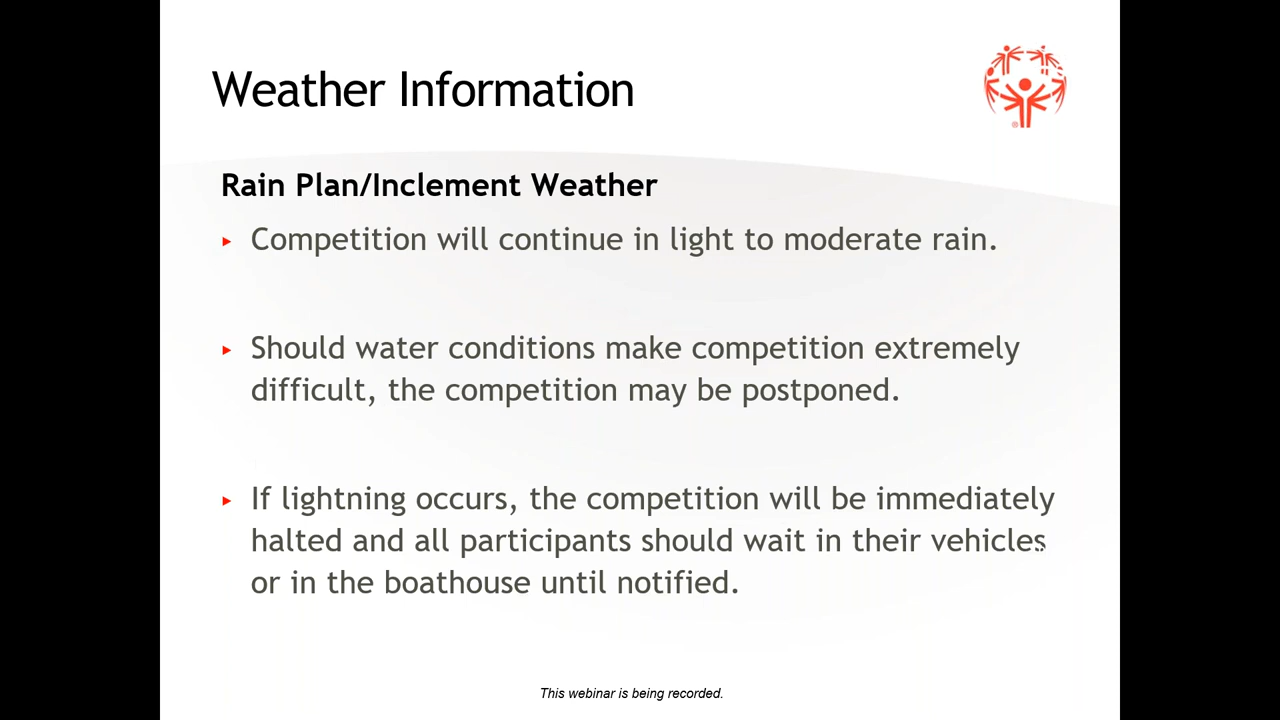 Weather Information
Rain Plan/Inclement Weather
▸ Competition will continue in light to moderate rain.
▸ Should water conditions make competition extremely
difficult, the competition may be postponed.
▸ If lightning occurs, the competition will be immediately
halted and all participants should wait in their vehicles
or in the boathouse until notified.
This webinar is being recorded.